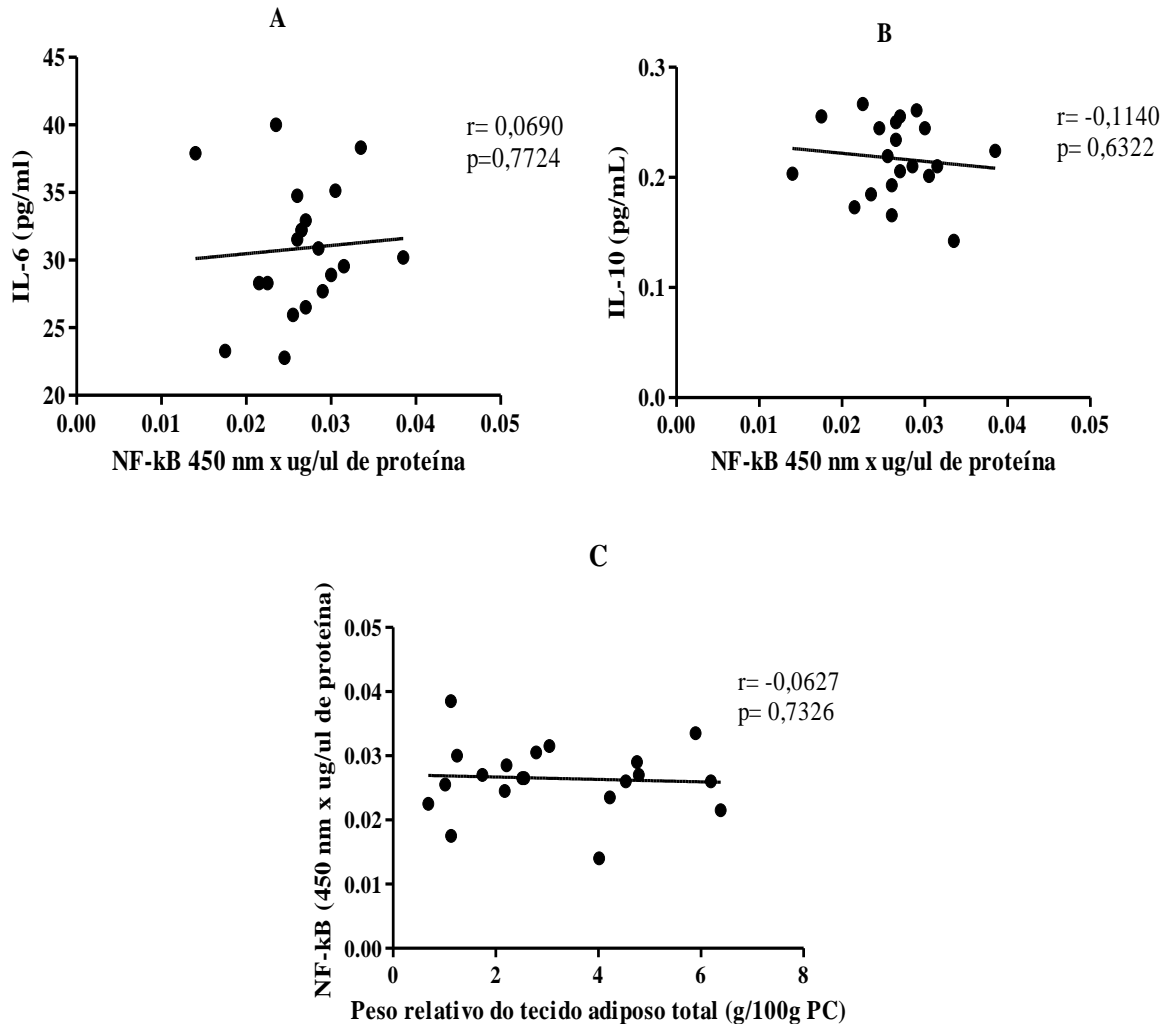 A
45
40
35
30
25
20
IL-6 (pg/ml)
r= 0,0690
p=0,7724
0.00 0.01 0.02 0.03 0.04 0.05
NF-kB 450 nm x ug/ul de proteína
B
0.3
0.2
0.1
0.0
IL-10 (pg/mL)
r= -0,1140
p= 0,6322
0.00 0.01 0.02 0.03 0.04 0.05
NF-kB 450 nm x ug/ul de proteína
C
0.05
0.04
0.03
0.02
0.01
0.00
NF-kB (450 nm x ug/ul de proteína)
r= -0,0627
p= 0,7326
0 2 4 6 8
Peso relativo do tecido adiposo total (g/100g PC)